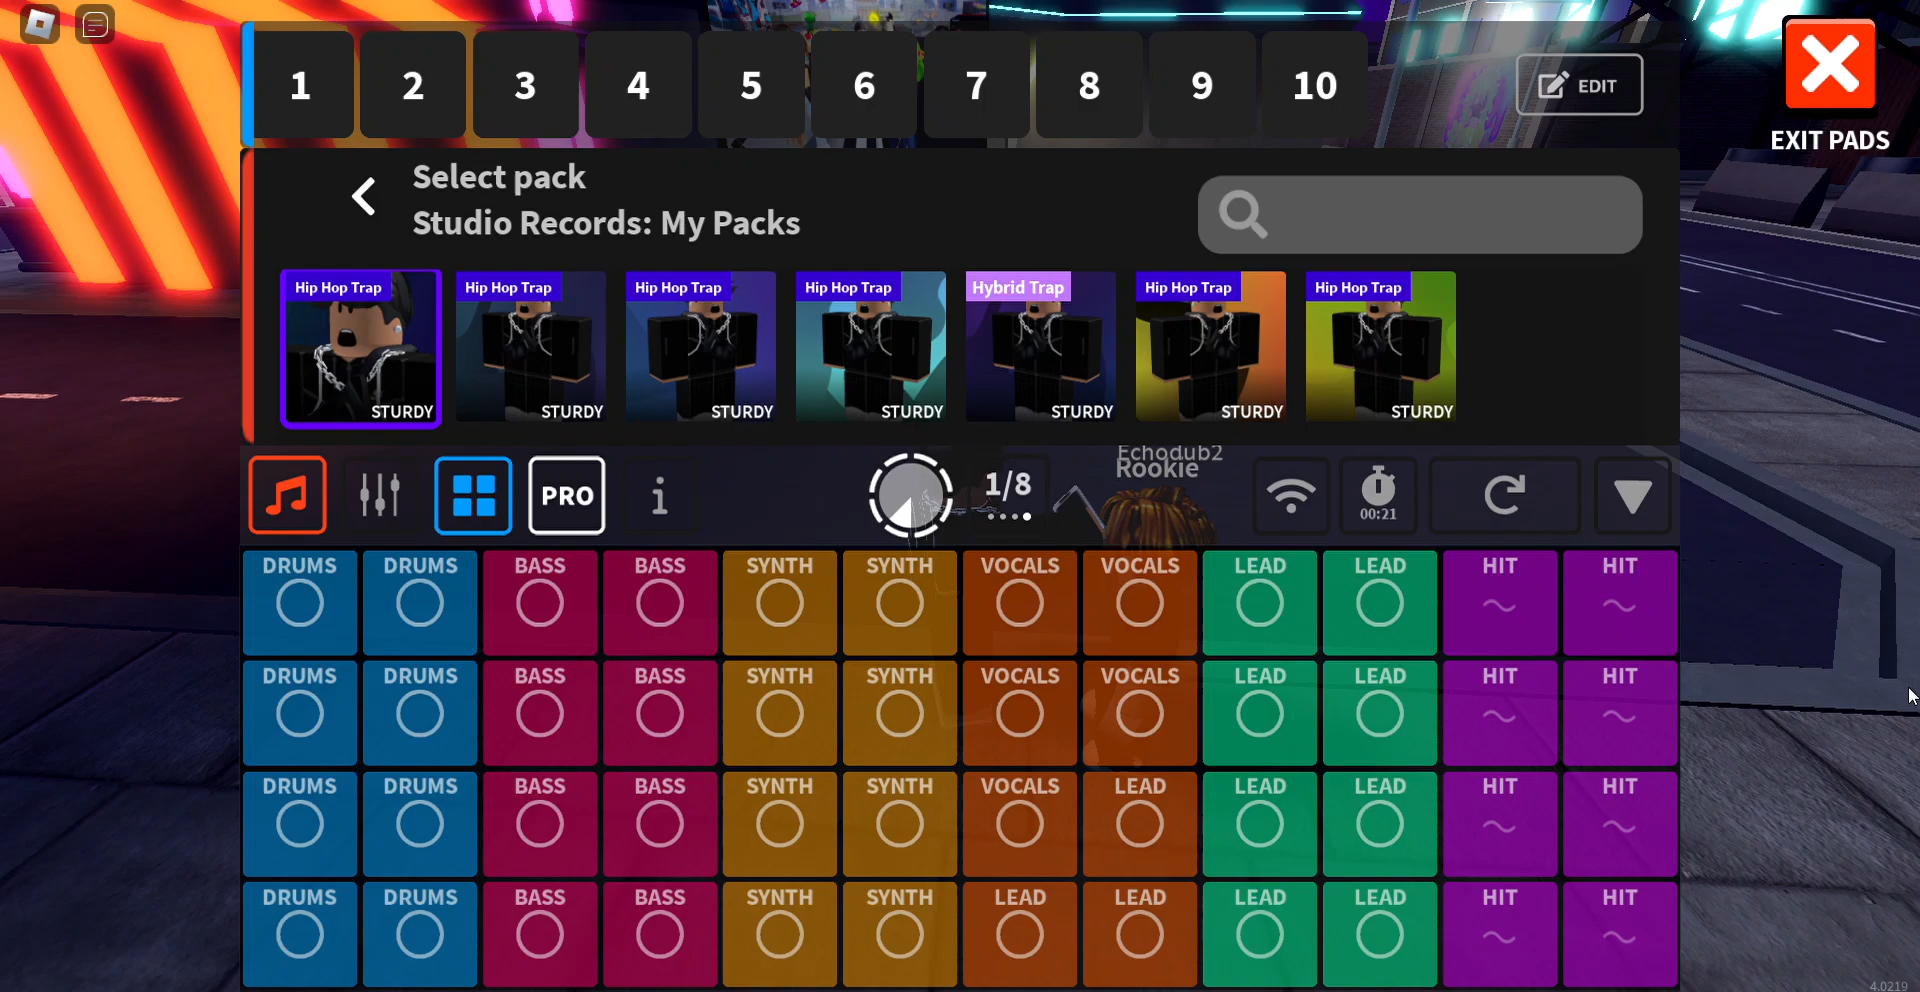 1 2 3 4 5 6 7 8 9 10 EDIT
EXIT PADS
Select pack
Studio Records: My Packs
Hip Hop Trap Hip Hop Trap Hip Hop Trap Hip Hop Trap Hybrid Trap Hip Hop Trap Hip Hop Trap
STURDY STURDY STURDY STURDY STURDY STURDY STURDY
Echodub2
Rookie
PRO i 1/8 00:21
DRUMS DRUMS BASS BASS SYNTH SYNTH VOCALS VOCALS LEAD LEAD HIT HIT
DRUMS DRUMS BASS BASS SYNTH SYNTH VOCALS VOCALS LEAD LEAD HIT HIT
DRUMS DRUMS BASS BASS SYNTH SYNTH VOCALS LEAD LEAD LEAD HIT HIT
DRUMS DRUMS BASS BASS SYNTH SYNTH LEAD LEAD LEAD LEAD HIT HIT
4.0219